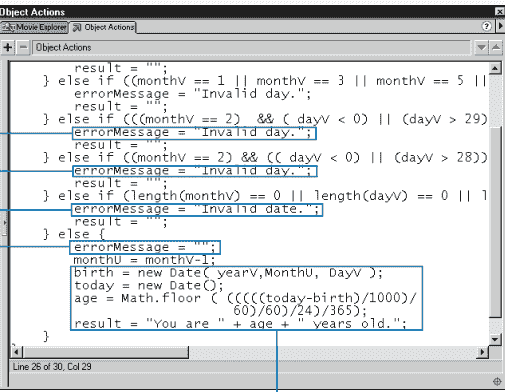 Object Actions
Movie Explorer Object Actions ?
+ − Object Actions
result = "";
} else if ((monthV == 1 || monthV == 3 || monthV == 5 ||
errorMessage = "Invalid day.";
result = "";
} else if (((monthV == 2) && ( dayV < 0) || (dayV > 29)
errorMessage = "Invalid day.";
result = "";
} else if ((monthV == 2) && (( dayV < 0) || (dayV > 28))
errorMessage = "Invalid day.";
result = "";
} else if (length(monthV) == 0 || length(dayV) == 0 || l
errorMessage = "Invalid date.";
result = "";
} else {
errorMessage = "";
monthU = monthV-1;
birth = new Date( yearV,MonthU, DayV );
today = new Date();
age = Math.floor ( (((((today-birth)/1000)/
60)/60)/24)/365);
result = "You are " + age + " years old.";
}
Line 26 of 30, Col 29